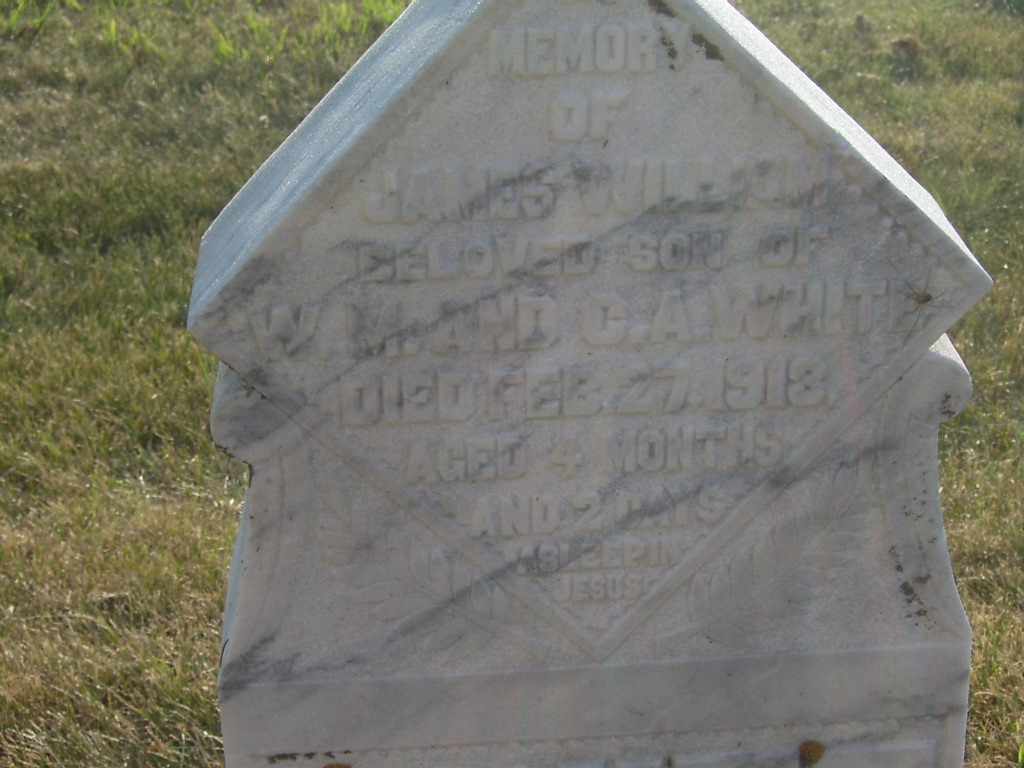 MEMORY
OF
JAMES WILLIAM
BELOVED SON OF
W. M. AND C. A. WHITE
DIED FEB. 27. 1918.
AGED 4 MONTHS
AND 2 DAYS
ASLEEP IN
JESUS